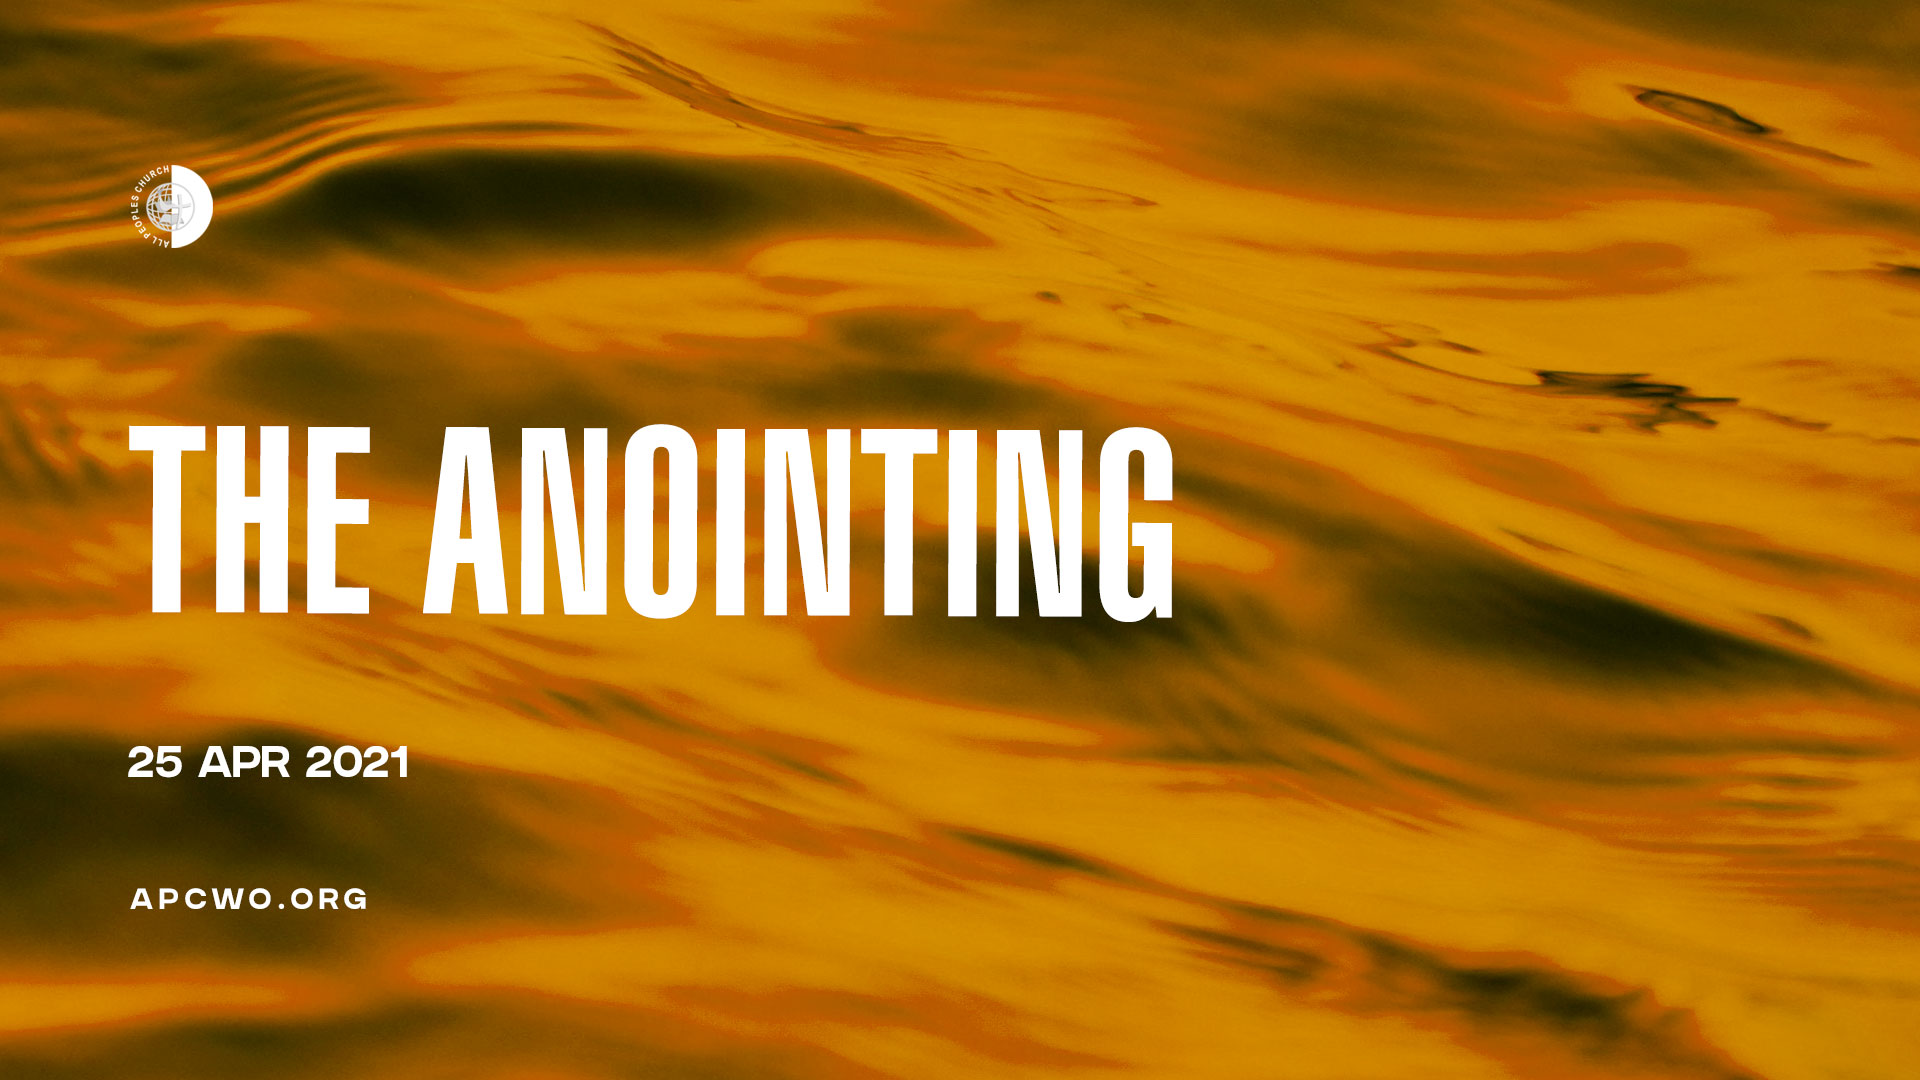 ALL PEOPLES CHURCH
THE ANOINTING
25 APR 2021
APCWO.ORG